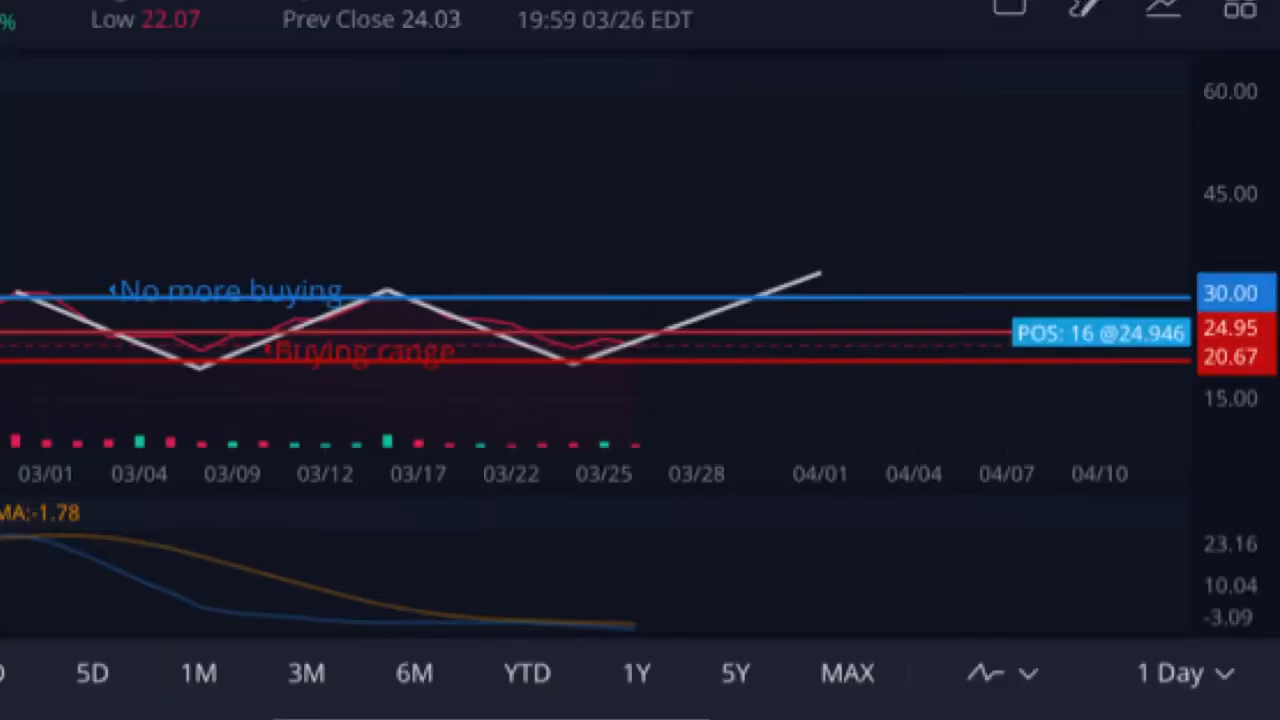 %
Low 22.07
Prev Close 24.03
19:59 03/26 EDT
60.00
45.00
No more buying
30.00
24.95
POS: 16 @24.946
Buying range
20.67
15.00
03/01 03/04 03/09 03/12 03/17 03/22 03/25 03/28 04/01 04/04 04/07 04/10
MA:-1.78
23.16
10.04
-3.09
5D 1M 3M 6M YTD 1Y 5Y MAX 1 Day